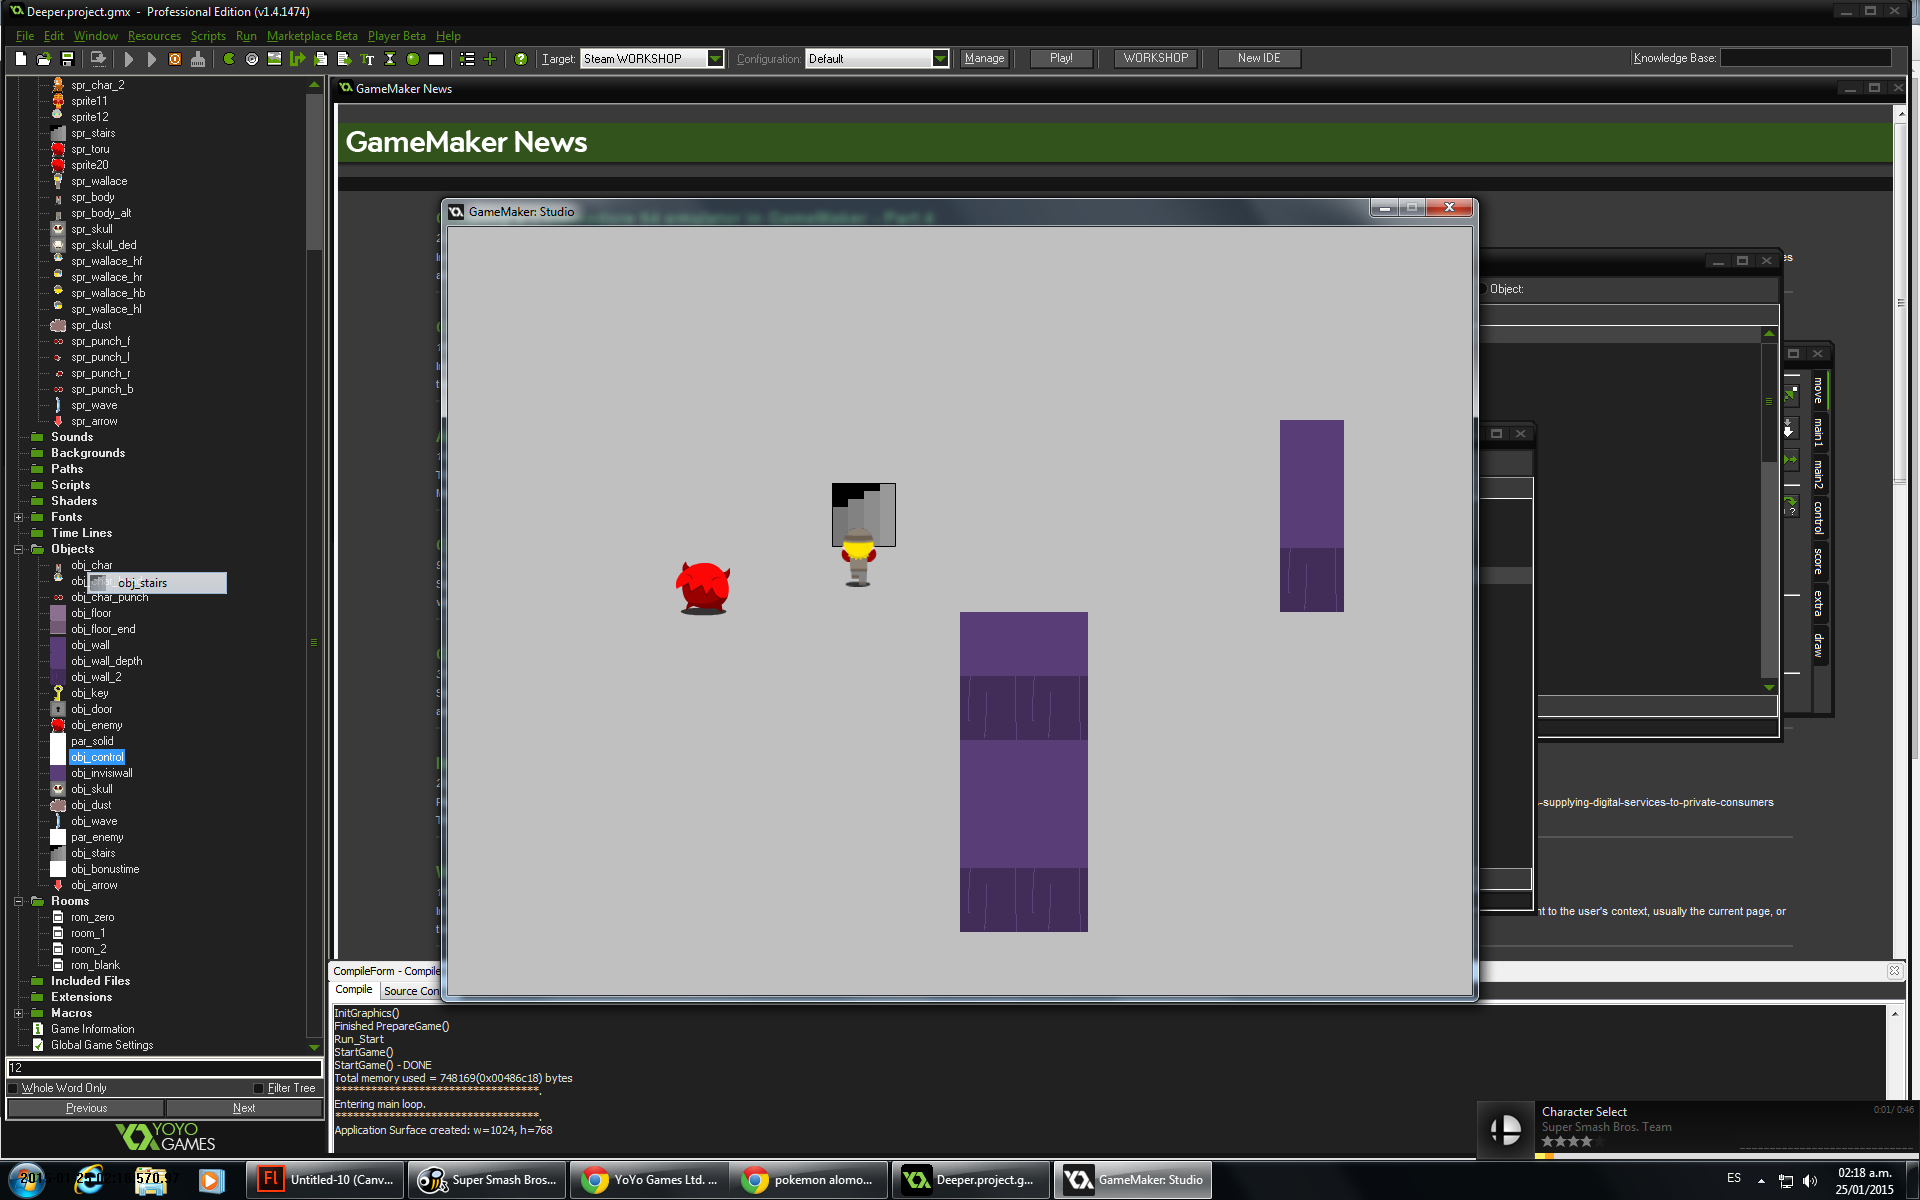 Deeper.project.gmx - Professional Edition (v1.4.1474)
File Edit Window Resources Scripts Run Marketplace Beta Player Beta Help
Target: Steam WORKSHOP Configuration: Default Manage Play! WORKSHOP New IDE Knowledge Base:
spr_char_2
sprite11
sprite12
spr_stairs
spr_toru
sprite20
spr_wallace
spr_body
spr_body_alt
spr_skull
spr_skull_ded
spr_wallace_hf
spr_wallace_hr
spr_wallace_hb
spr_wallace_hl
spr_dust
spr_punch_f
spr_punch_l
spr_punch_r
spr_punch_b
spr_wave
spr_arrow
Sounds
Backgrounds
Paths
Scripts
Shaders
Fonts
Time Lines
Objects
obj_char
obj_stairs
obj_char_punch
obj_floor
obj_floor_end
obj_wall
obj_wall_depth
obj_wall_2
obj_key
obj_door
obj_enemy
par_solid
obj_control
obj_invisiwall
obj_skull
obj_dust
obj_wave
par_enemy
obj_stairs
obj_bonustime
obj_arrow
Rooms
rom_zero
room_1
room_2
rom_blank
Included Files
Extensions
Macros
Game Information
Global Game Settings
12
Whole Word Only Filter Tree
Previous Next
YOYO
GAMES
GameMaker News
GameMaker News
GameMaker: Studio
Object:
move
main1
main2
control
score
extra
draw
-supplying-digital-services-to-private-consumers
nt to the user's context, usually the current page, or
CompileForm - Compile
Compile Source Con
InitGraphics()
Finished PrepareGame()
Run_Start
StartGame()
StartGame() - DONE
Total memory used = 748169(0x00486c18) bytes
***********************************.
Entering main loop.
***********************************.
Application Surface created: w=1024, h=768
Character Select 0:01/ 0:46
Super Smash Bros. Team
Untitled-10 (Canv...
Super Smash Bros...
YoYo Games Ltd. ...
pokemon alomo...
Deeper.project.g...
GameMaker: Studio
ES
02:18 a.m.
25/01/2015